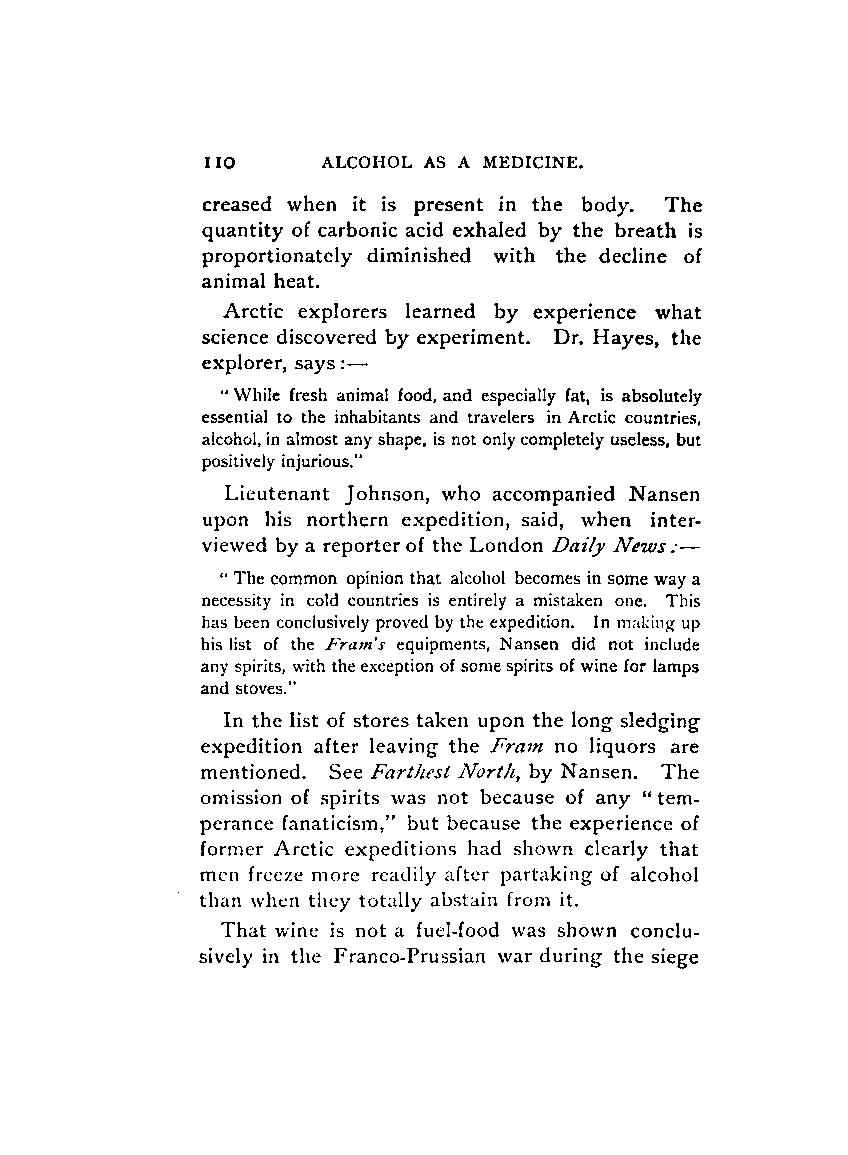 110 ALCOHOL AS A MEDICINE.
creased when it is present in the body. The
quantity of carbonic acid exhaled by the breath is
proportionately diminished with the decline of
animal heat.
Arctic explorers learned by experience what
science discovered by experiment. Dr. Hayes, the
explorer, says :—
" While fresh animal food, and especially fat, is absolutely
essential to the inhabitants and travelers in Arctic countries,
alcohol, in almost any shape, is not only completely useless, but
positively injurious."
Lieutenant Johnson, who accompanied Nansen
upon his northern expedition, said, when inter-
viewed by a reporter of the London Daily News :—
" The common opinion that alcohol becomes in some way a
necessity in cold countries is entirely a mistaken one. This
has been conclusively proved by the expedition. In making up
his list of the Fram's equipments, Nansen did not include
any spirits, with the exception of some spirits of wine for lamps
and stoves."
In the list of stores taken upon the long sledging
expedition after leaving the Fram no liquors are
mentioned. See Farthest North, by Nansen. The
omission of spirits was not because of any " tem-
perance fanaticism," but because the experience of
former Arctic expeditions had shown clearly that
men freeze more readily after partaking of alcohol
than when they totally abstain from it.
That wine is not a fuel-food was shown conclu-
sively in the Franco-Prussian war during the siege